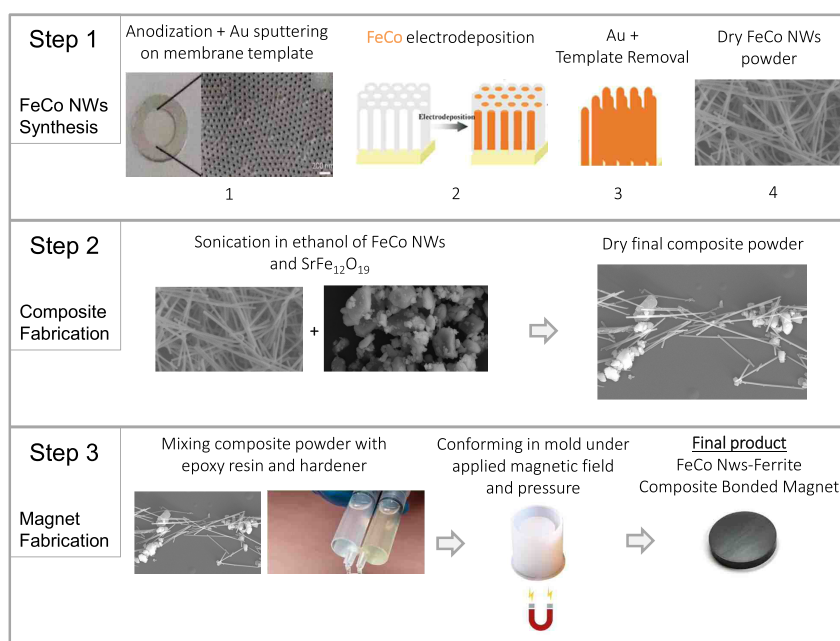 Step 1
FeCo NWs
Synthesis
Anodization + Au sputtering
on membrane template
FeCo electrodeposition
Au +
Template Removal
Dry FeCo NWs
powder
Electrodeposition
1
2
3
4
Step 2
Composite
Fabrication
Sonication in ethanol of FeCo NWs
and SrFe₁₂O₁₉
+
Dry final composite powder
Step 3
Magnet
Fabrication
Mixing composite powder with
epoxy resin and hardener
Conforming in mold under
applied magnetic field
and pressure
Final product
FeCo Nws-Ferrite
Composite Bonded Magnet